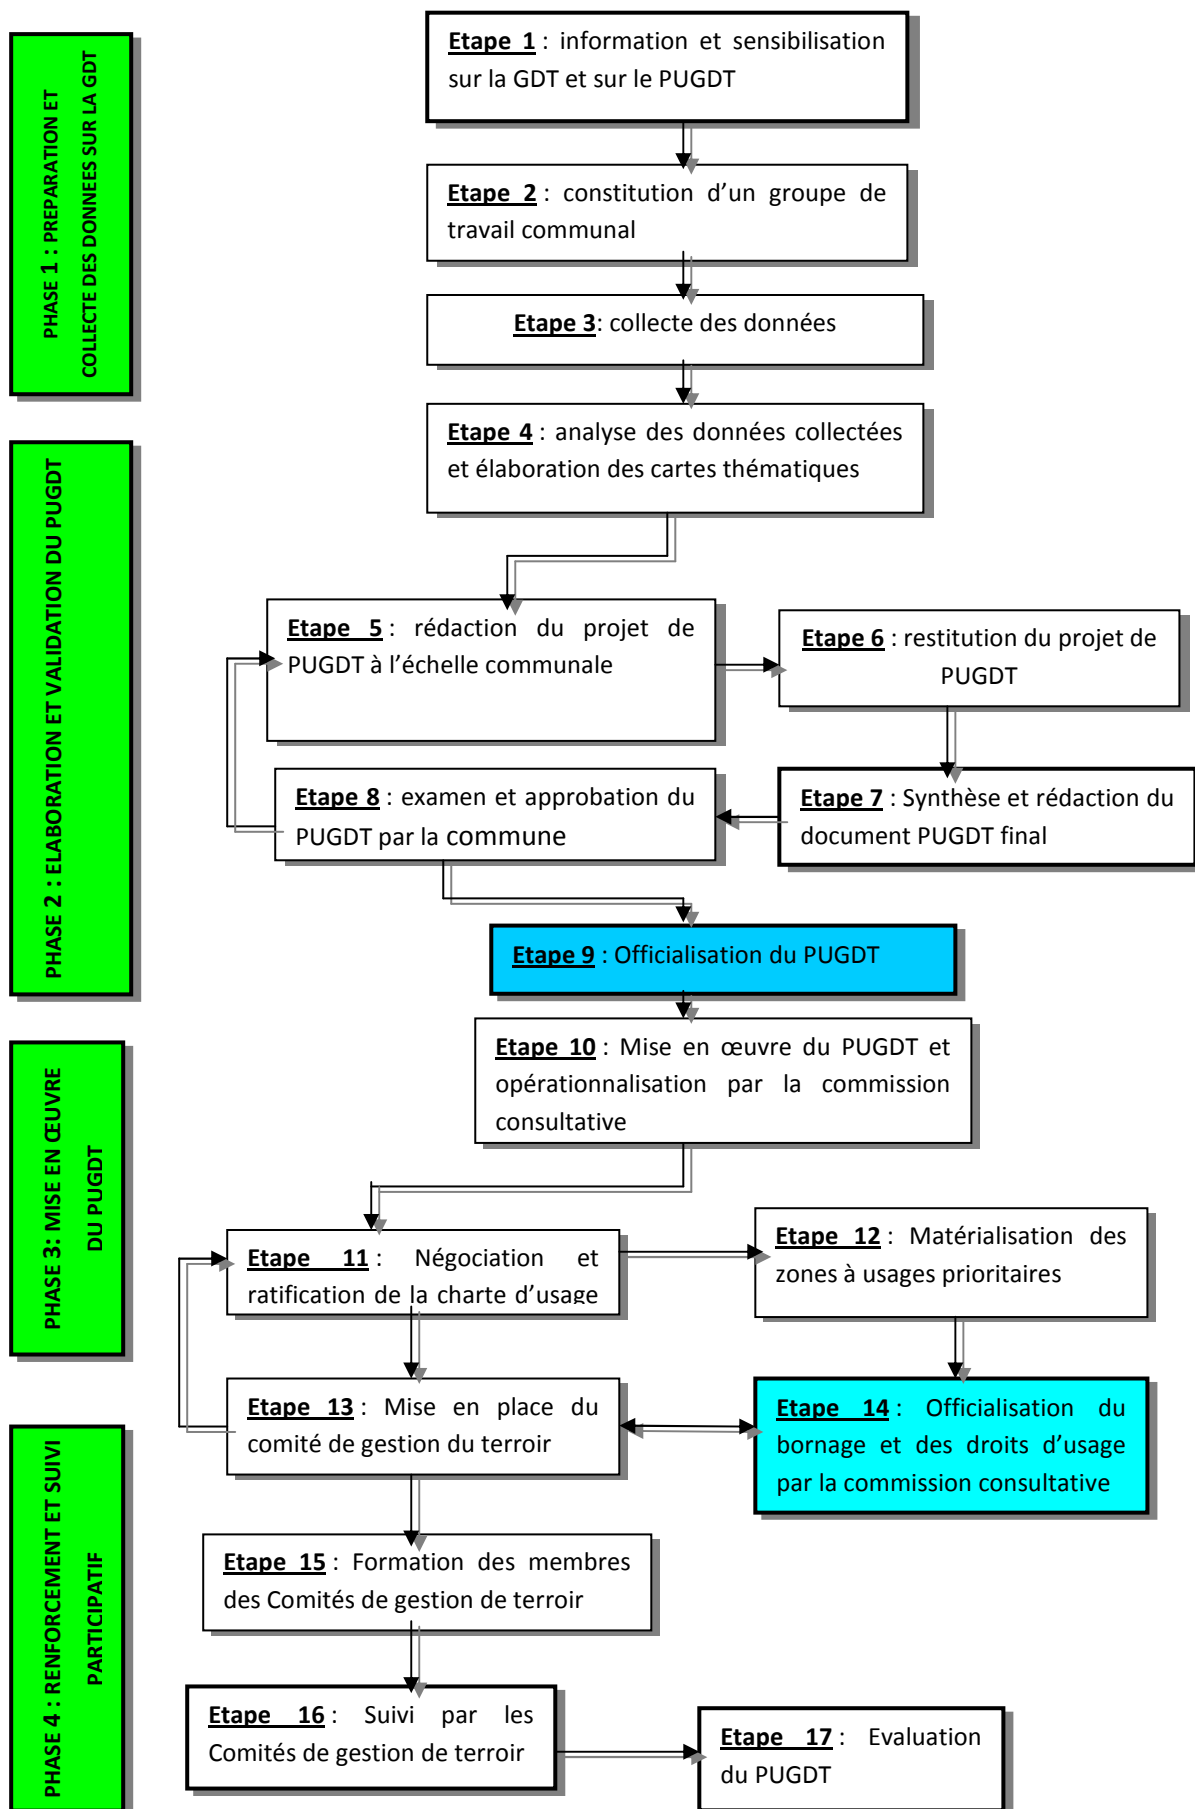 PHASE 1 : PREPARATION ET
COLLECTE DES DONNEES SUR LA GDT
Etape 1 : information et sensibilisation
sur la GDT et sur le PUGDT
Etape 2 : constitution d’un groupe de
travail communal
Etape 3: collecte des données
PHASE 2 : ELABORATION ET VALIDATION DU PUGDT
Etape 4 : analyse des données collectées
et élaboration des cartes thématiques
Etape 5 : rédaction du projet de
PUGDT à l’échelle communale
Etape 6 : restitution du projet de
PUGDT
Etape 7 : Synthèse et rédaction du
document PUGDT final
Etape 8 : examen et approbation du
PUGDT par la commune
Etape 9 : Officialisation du PUGDT
PHASE 3: MISE EN ŒUVRE
DU PUGDT
Etape 10 : Mise en œuvre du PUGDT et
opérationnalisation par la commission
consultative
Etape 11 : Négociation et
ratification de la charte d’usage
Etape 12 : Matérialisation des
zones à usages prioritaires
Etape 13 : Mise en place du
comité de gestion du terroir
Etape 14 : Officialisation du
bornage et des droits d’usage
par la commission consultative
PHASE 4 : RENFORCEMENT ET SUIVI
PARTICIPATIF
Etape 15 : Formation des membres
des Comités de gestion de terroir
Etape 16 : Suivi par les
Comités de gestion de terroir
Etape 17 : Evaluation
du PUGDT